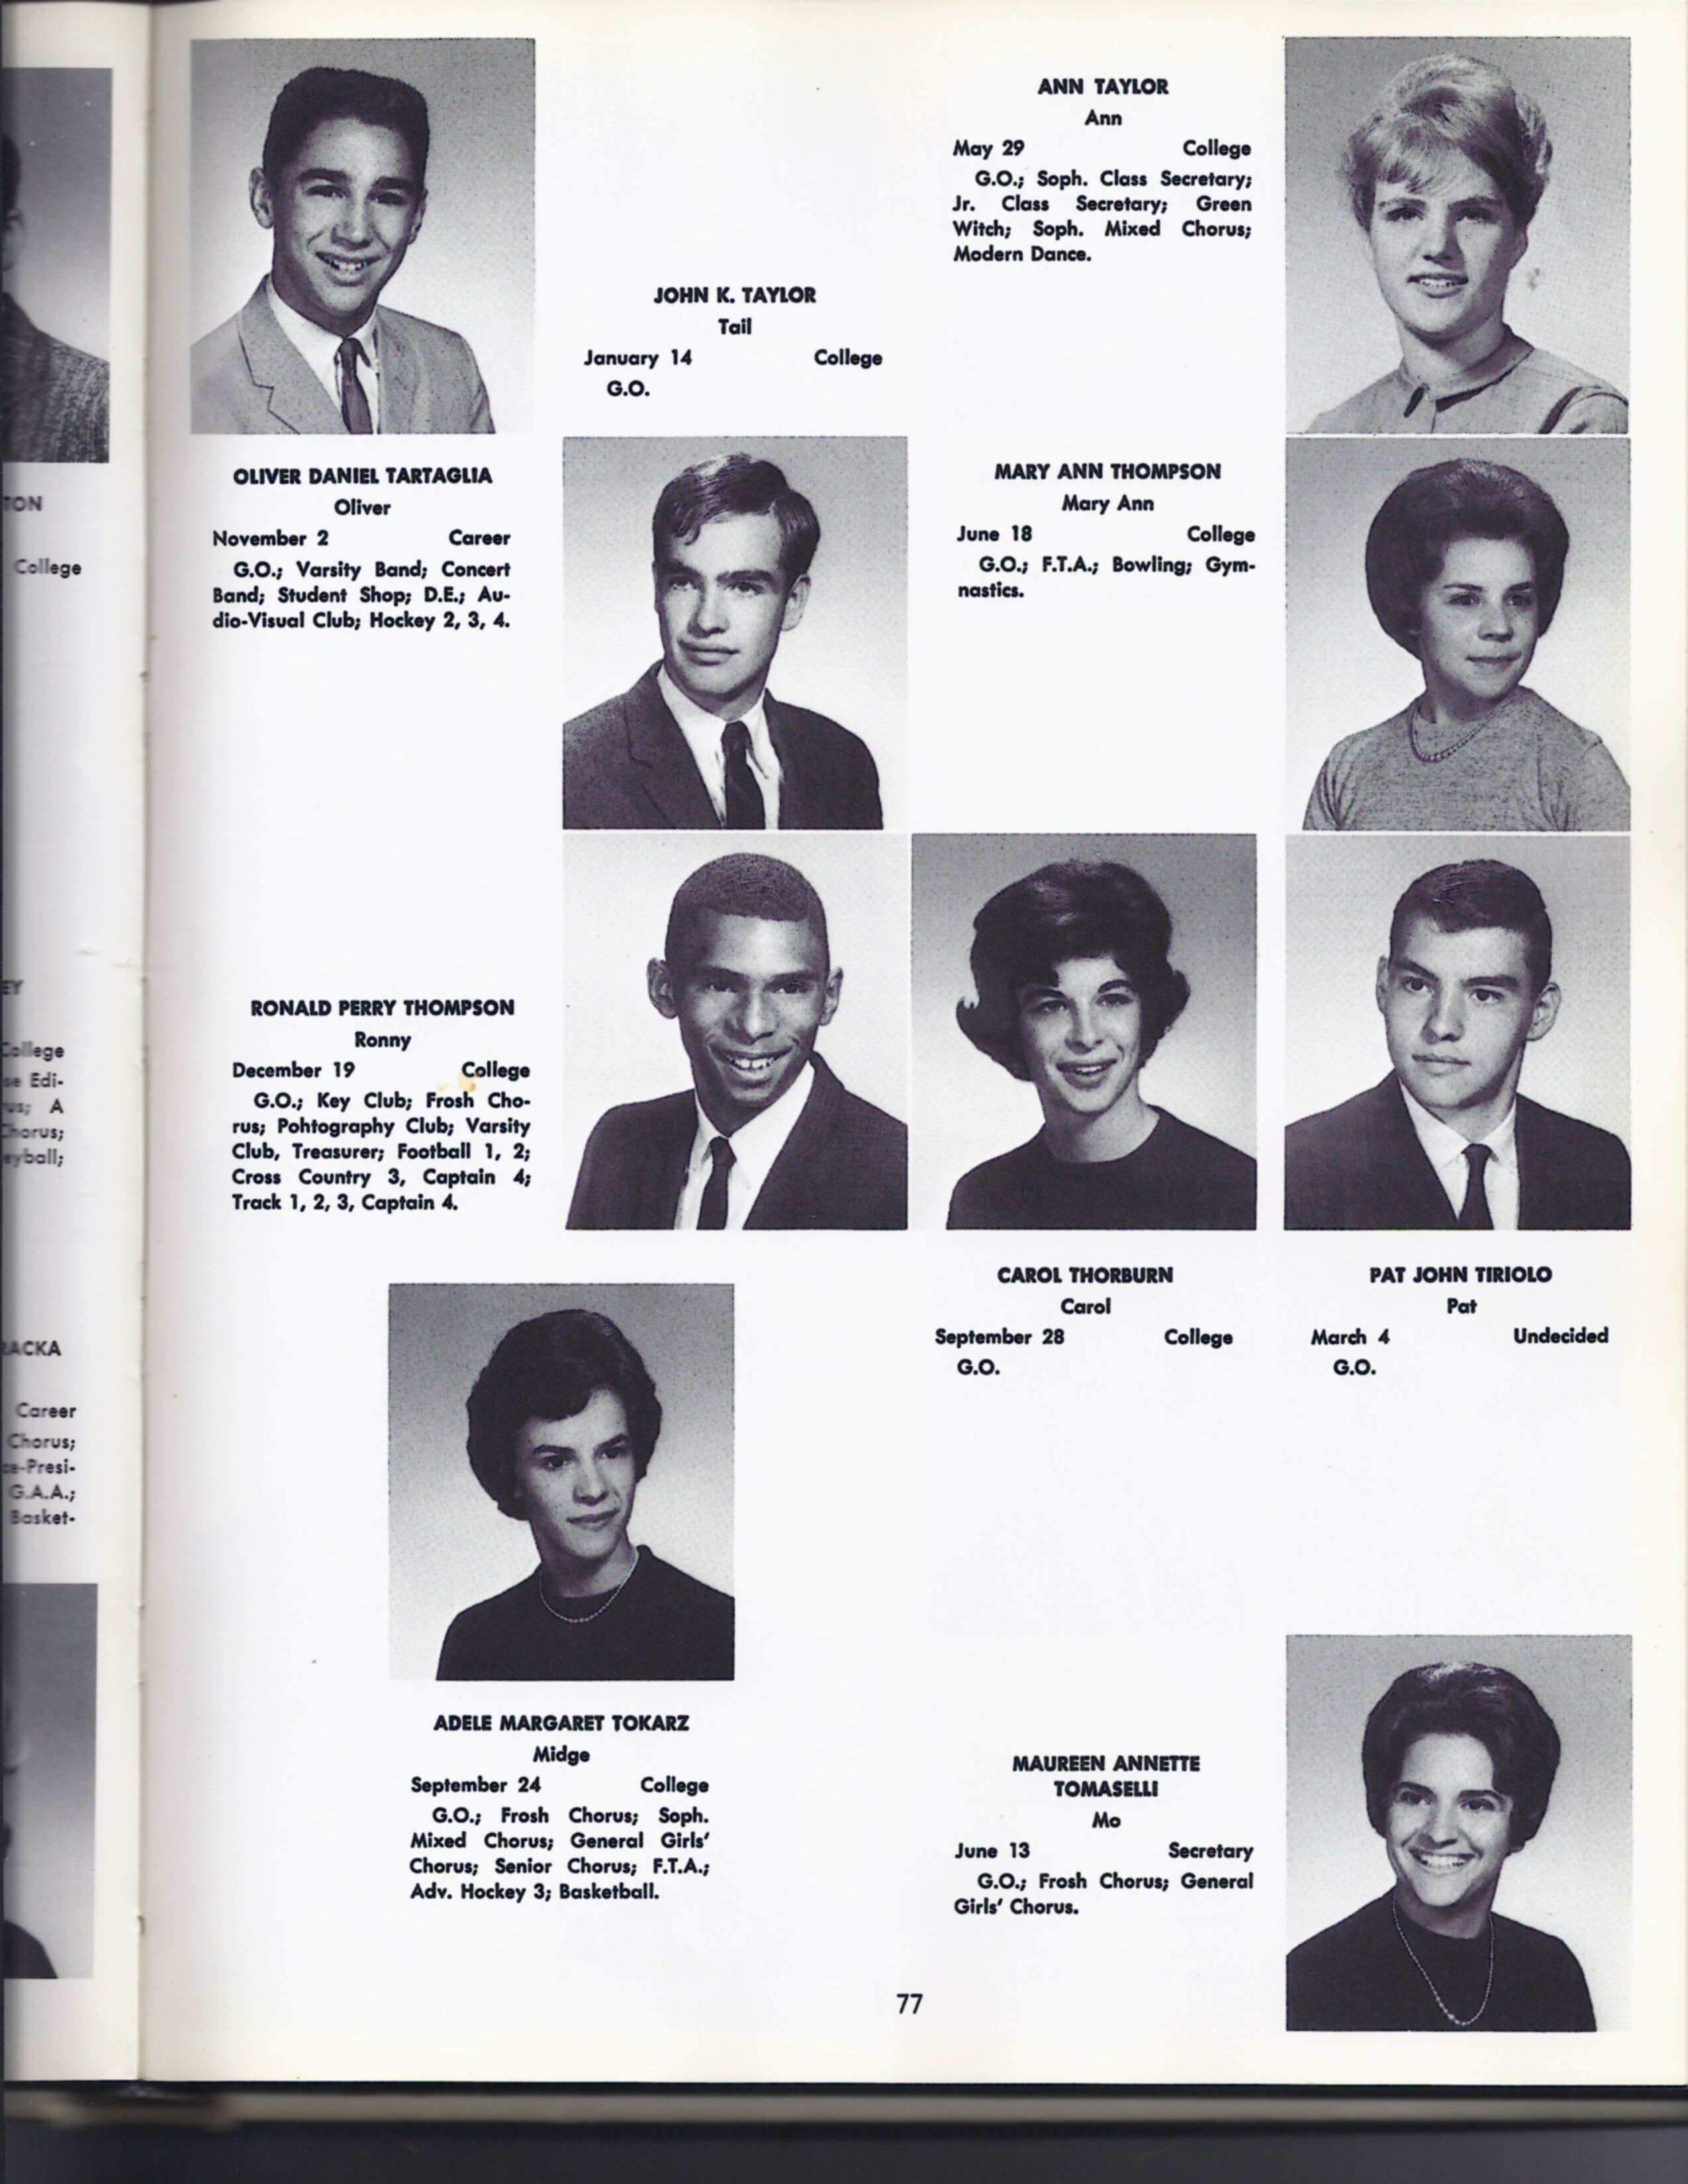 TON
College
EY
College
se Edi-
rus; A
Chorus;
eyball;
RACKA
Career
Chorus;
ce-Presi-
G.A.A.;
Basket-
OLIVER DANIEL TARTAGLIA
Oliver
November 2 Career
G.O.; Varsity Band; Concert
Band; Student Shop; D.E.; Au-
dio-Visual Club; Hockey 2, 3, 4.
JOHN K. TAYLOR
Tail
January 14 College
G.O.
ANN TAYLOR
Ann
May 29 College
G.O.; Soph. Class Secretary;
Jr. Class Secretary; Green
Witch; Soph. Mixed Chorus;
Modern Dance.
MARY ANN THOMPSON
Mary Ann
June 18 College
G.O.; F.T.A.; Bowling; Gym-
nastics.
RONALD PERRY THOMPSON
Ronny
December 19 College
G.O.; Key Club; Frosh Cho-
rus; Pohtography Club; Varsity
Club, Treasurer; Football 1, 2;
Cross Country 3, Captain 4;
Track 1, 2, 3, Captain 4.
CAROL THORBURN
Carol
September 28 College
G.O.
PAT JOHN TIRIOLO
Pat
March 4 Undecided
G.O.
ADELE MARGARET TOKARZ
Midge
September 24 College
G.O.; Frosh Chorus; Soph.
Mixed Chorus; General Girls'
Chorus; Senior Chorus; F.T.A.;
Adv. Hockey 3; Basketball.
MAUREEN ANNETTE
TOMASELLI
Mo
June 13 Secretary
G.O.; Frosh Chorus; General
Girls' Chorus.
77